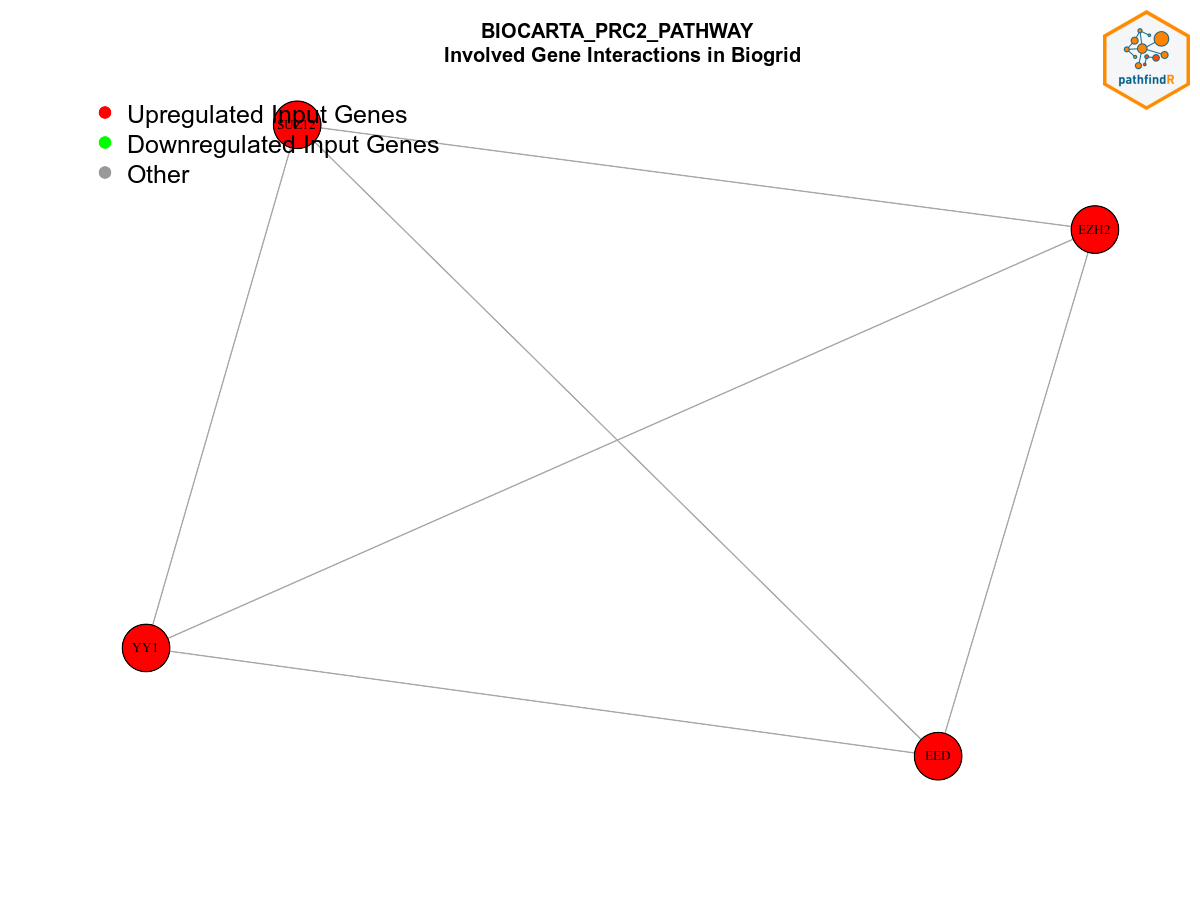 BIOCARTA_PRC2_PATHWAY
Involved Gene Interactions in Biogrid
pathfindR
Upregulated Input Genes
SUZ12
Downregulated Input Genes
Other
EZH2
YY1
EED